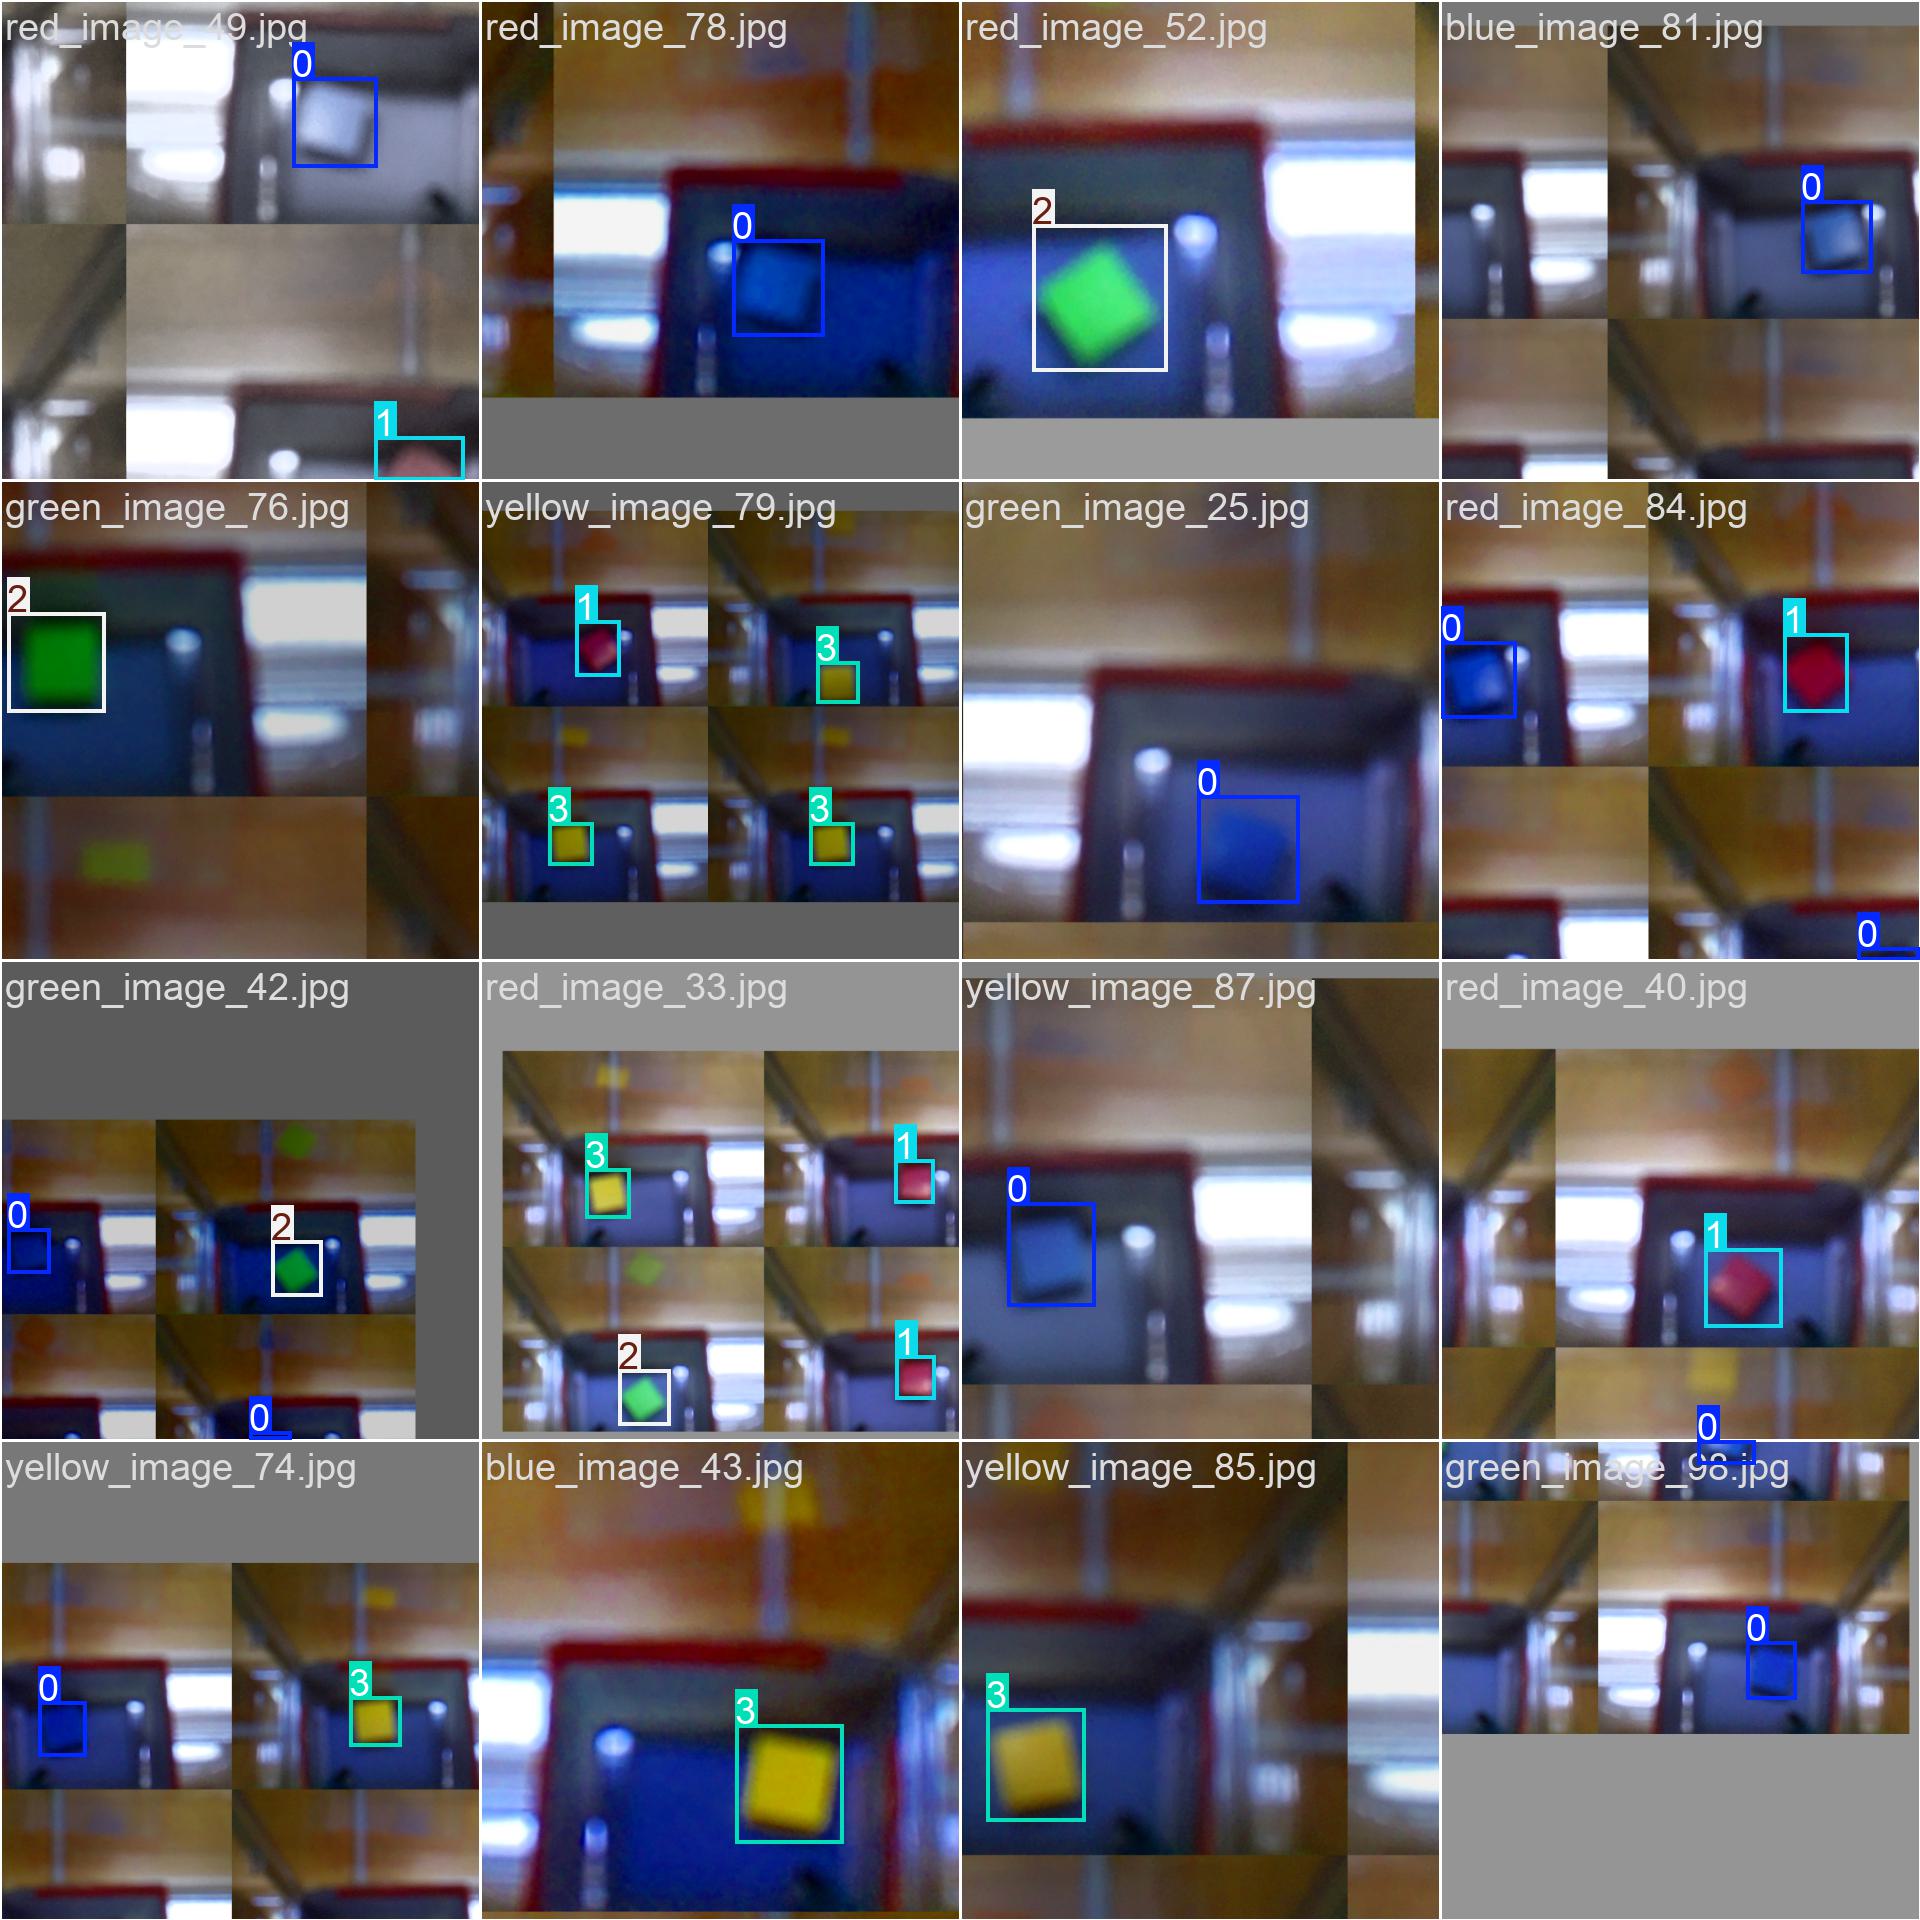 red_image_49.jpg
red_image_78.jpg
red_image_52.jpg
blue_image_81.jpg
0
0
2
0
1
green_image_76.jpg
yellow_image_79.jpg
green_image_25.jpg
red_image_84.jpg
2
1
3
3
3
0
0
1
0
green_image_42.jpg
red_image_33.jpg
yellow_image_87.jpg
red_image_40.jpg
0
2
0
3
1
2
1
0
1
0
yellow_image_74.jpg
blue_image_43.jpg
yellow_image_85.jpg
green_image_98.jpg
0
3
3
3
0